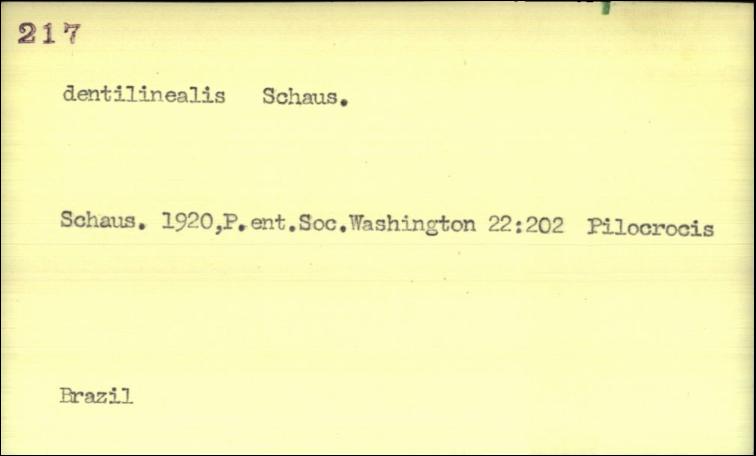 217
dentilinealis Schaus.
Schaus. 1920,P.ent.Soc.Washington 22:202 Pilocrocis
Brazil